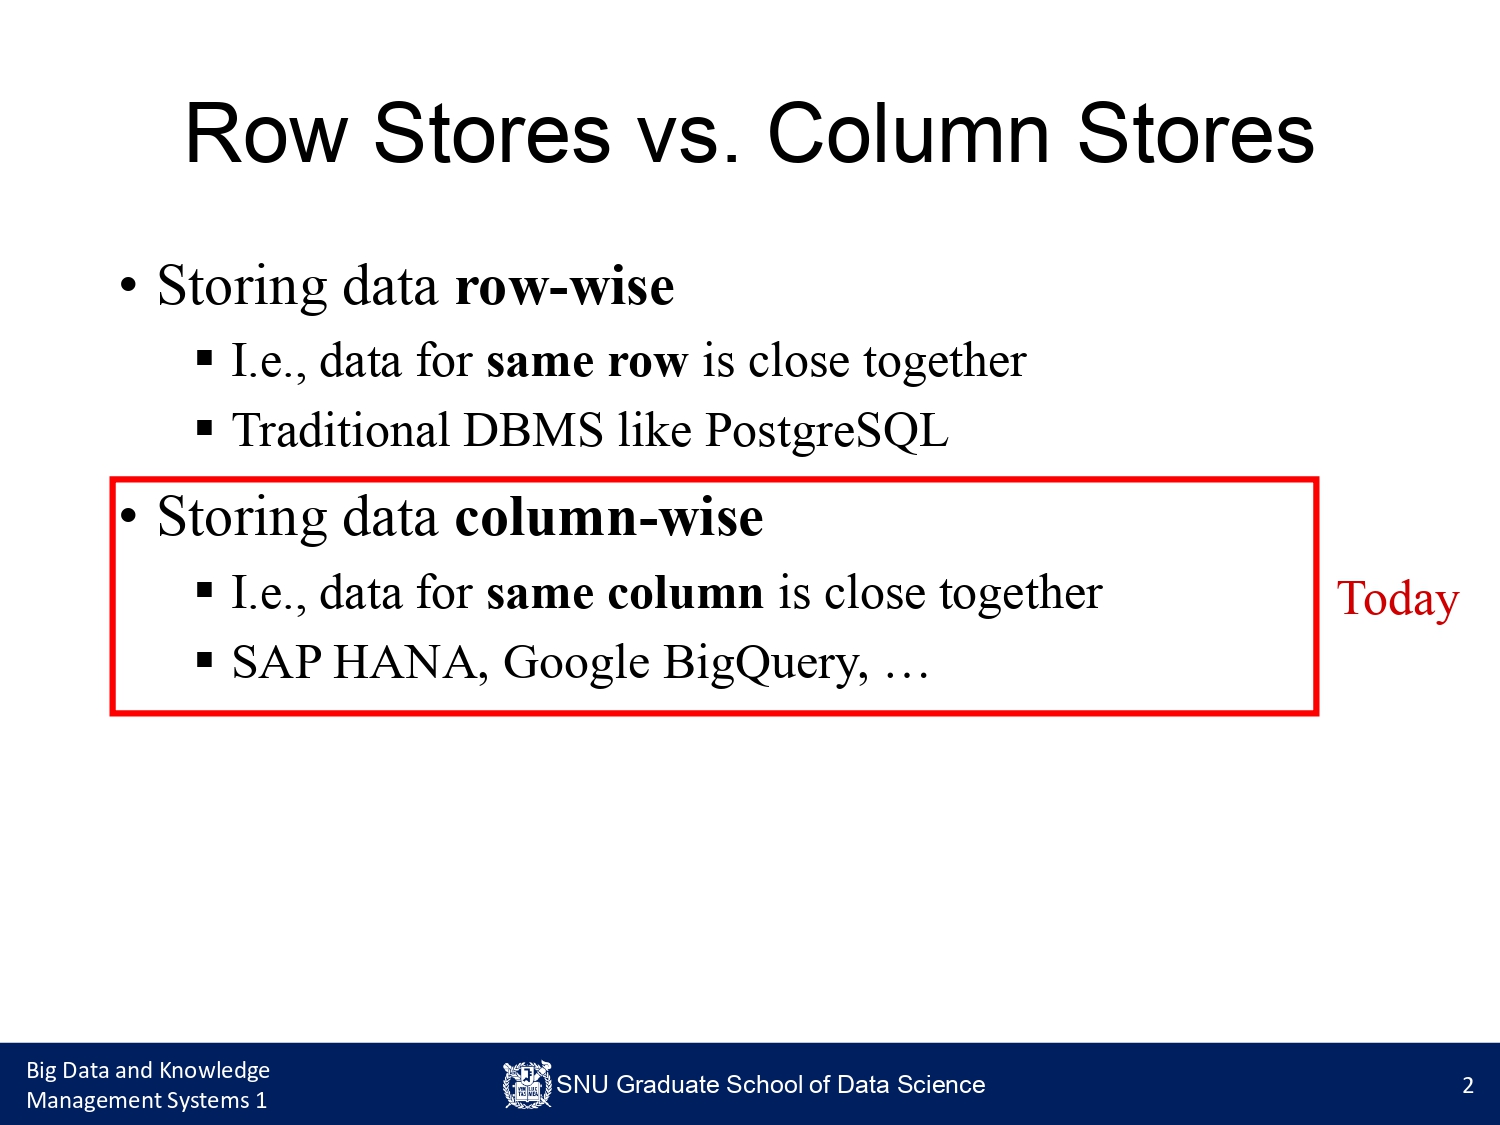 Row Stores vs. Column Stores
• Storing data row-wise
▪ I.e., data for same row is close together
▪ Traditional DBMS like PostgreSQL
• Storing data column-wise
▪ I.e., data for same column is close together
▪ SAP HANA, Google BigQuery, …
Today
Big Data and Knowledge
Management Systems 1
SNU Graduate School of Data Science
2